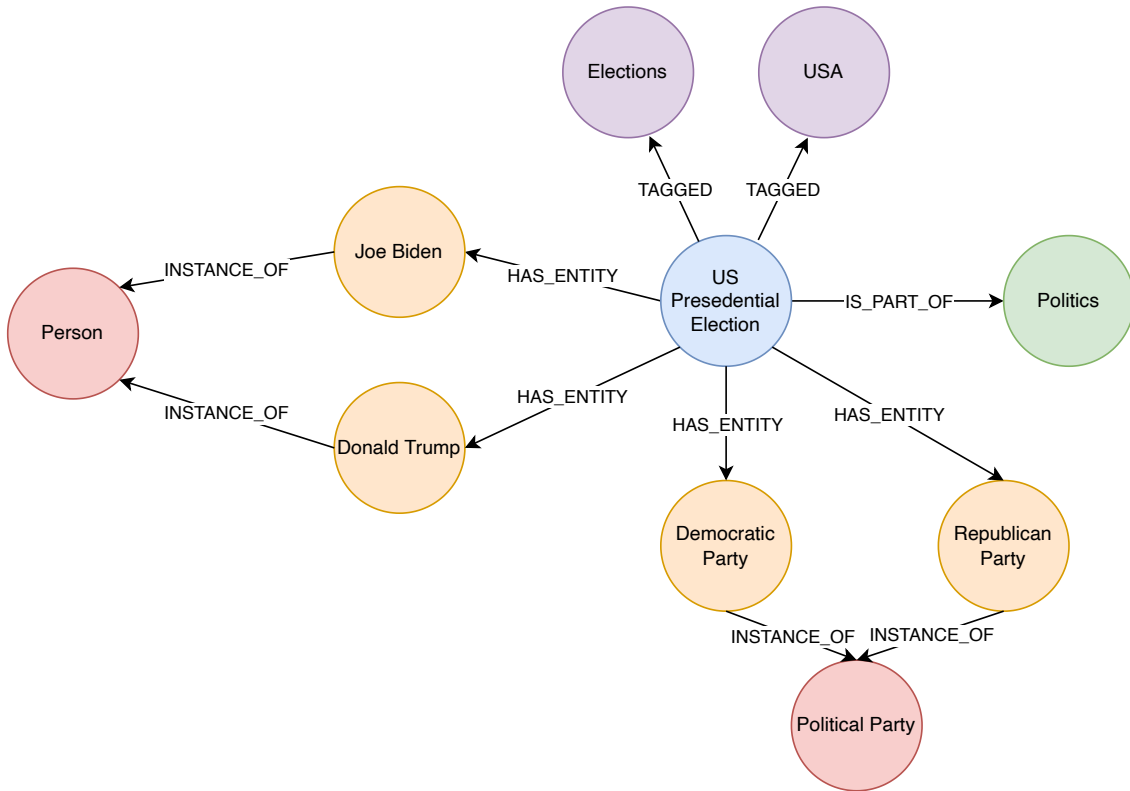 Elections
USA
TAGGED
TAGGED
Joe Biden
INSTANCE_OF
HAS_ENTITY
US
Presedential
Election
IS_PART_OF
Politics
Person
HAS_ENTITY
INSTANCE_OF
HAS_ENTITY
HAS_ENTITY
Donald Trump
Democratic
Party
Republican
Party
INSTANCE_OF
INSTANCE_OF
Political Party